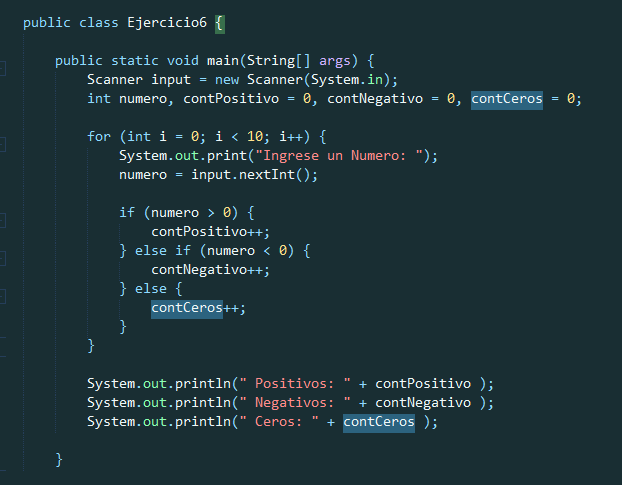 public class Ejercicio6 {
public static void main(String[] args) {
Scanner input = new Scanner(System.in);
int numero, contPositivo = 0, contNegativo = 0, contCeros = 0;
for (int i = 0; i < 10; i++) {
System.out.print("Ingrese un Numero: ");
numero = input.nextInt();
if (numero > 0) {
contPositivo++;
} else if (numero < 0) {
contNegativo++;
} else {
contCeros++;
}
}
System.out.println(" Positivos: " + contPositivo );
System.out.println(" Negativos: " + contNegativo );
System.out.println(" Ceros: " + contCeros );
}